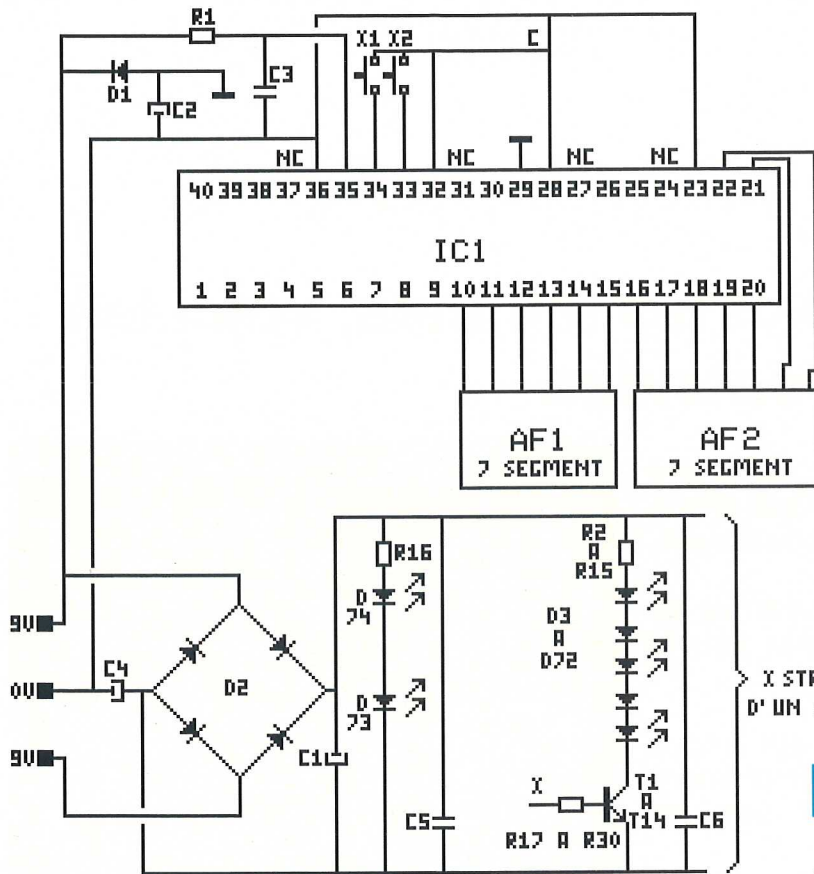 R1
X1 X2
C
D1
C2
C3
NC NC NC NC
40 39 38 37 36 35 34 33 32 31 30 29 28 27 26 25 24 23 22 21
IC1
1 2 3 4 5 6 7 8 9 10 11 12 13 14 15 16 17 18 19 20
AF1
7 SEGMENT
AF2
7 SEGMENT
R16
R2
A
R15
D
74
D3
A
D72
9V
C4
0V
D2
D
73
X STR
D'UN
9V
C1
X
T1
A
T14
C5
C6
R17 A R30